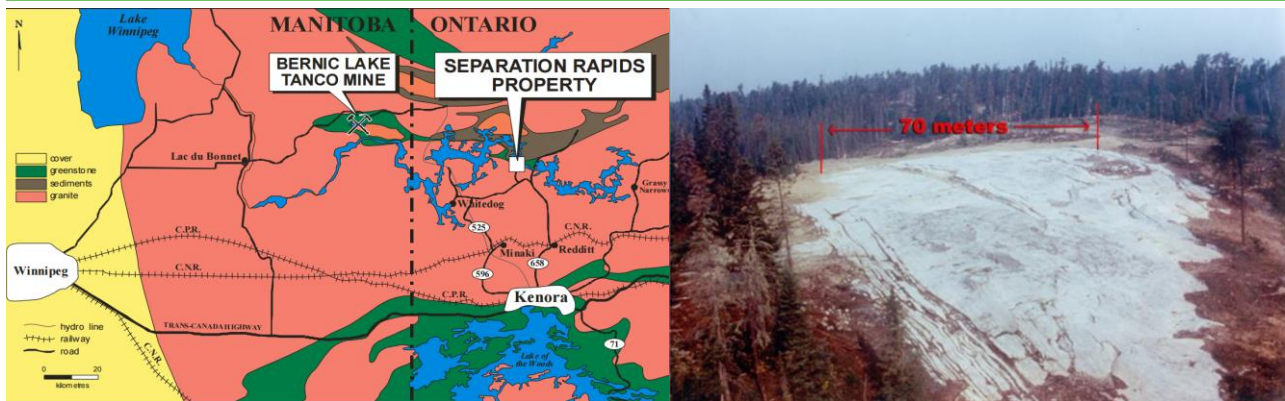 Lake
Winnipeg
N
MANITOBA
ONTARIO
BERNIC LAKE
TANCO MINE
SEPARATION RAPIDS
PROPERTY
70 meters
cover
greenstone
sediments
granite
Lac du Bonnet
Grassy
Narrows
Whitedog
525
C.P.R.
C.N.R.
C.N.R.
Minaki
Redditt
Winnipeg
596
658
C.P.R.
Kenora
hydro line
railway
road
TRANS-CANADA HIGHWAY
C.N.R.
71
Lake of
the Woods
0
20
kilometres